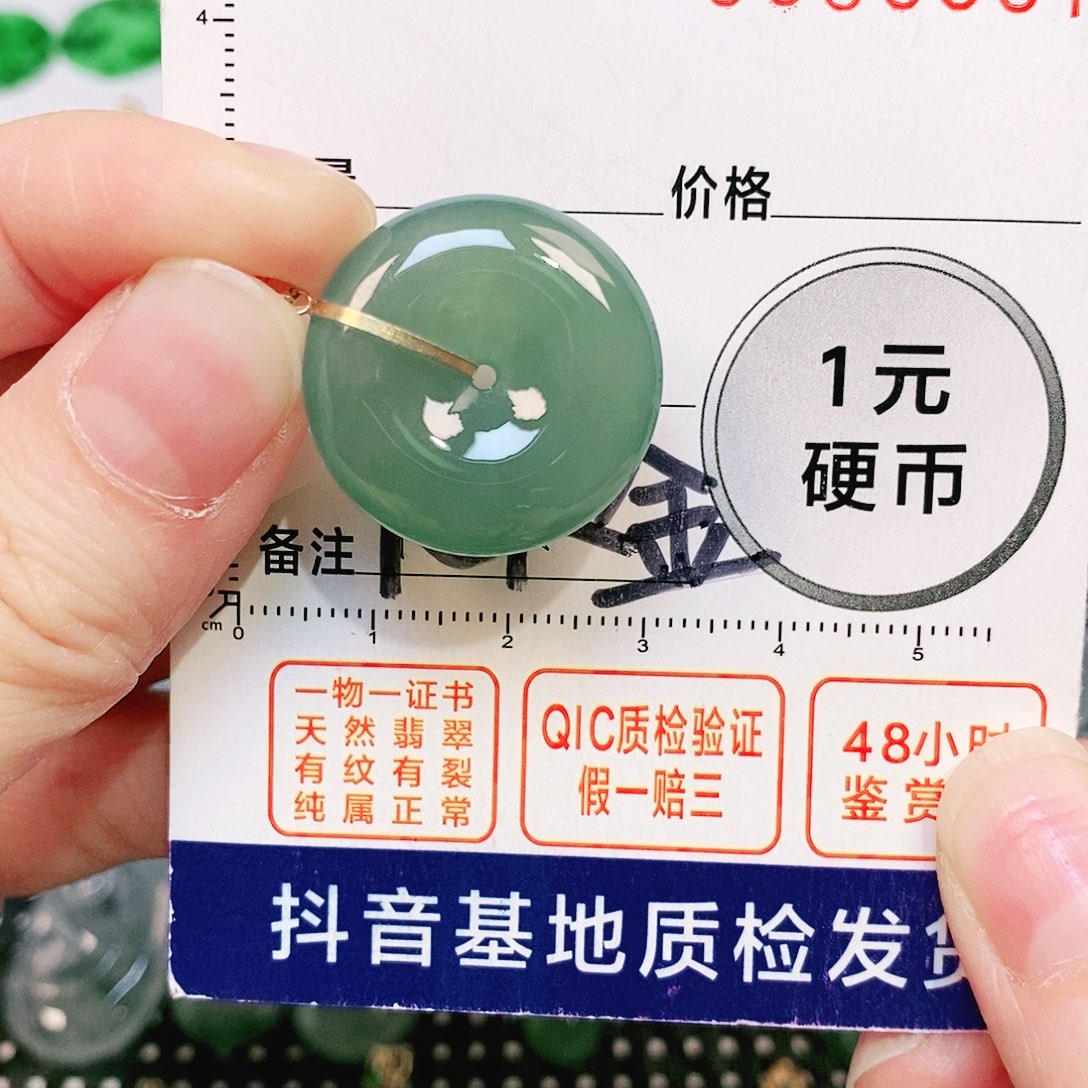 4
价格
1元
硬币
金
备注
cm 0 1 2 3 4 5
一物一证书
天然翡翠
有纹有裂
纯属正常
QIC质检验证
假一赔三
48小时
鉴赏
抖音基地质检发货